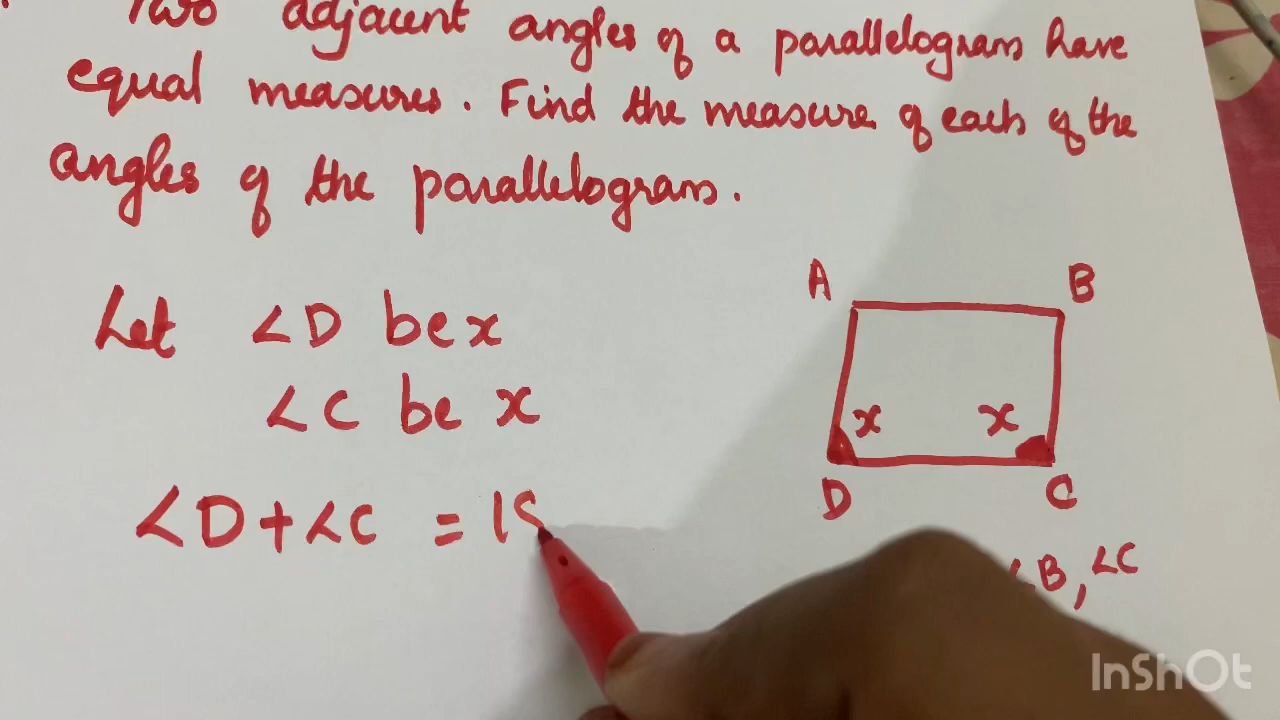 Two adjacent angles of a parallelogram have
equal measures. Find the measure of each of the
angles of the parallelogram.
Let ∠D be x
∠C be x
∠D+∠C = 18
A
B
x
x
D
C
∠B, ∠C
InShOt